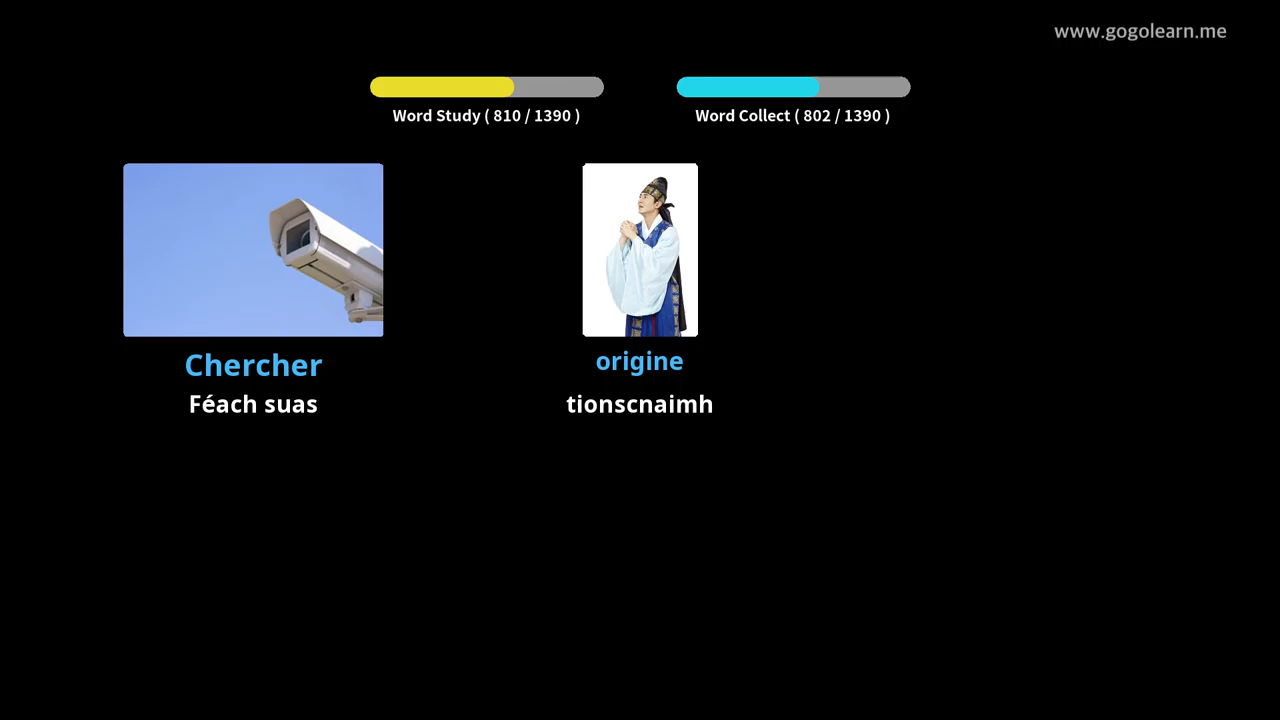 www.gogolearn.me
Word Study ( 810 / 1390 )
Word Collect ( 802 / 1390 )
Chercher
Féach suas
origine
tionscnaimh